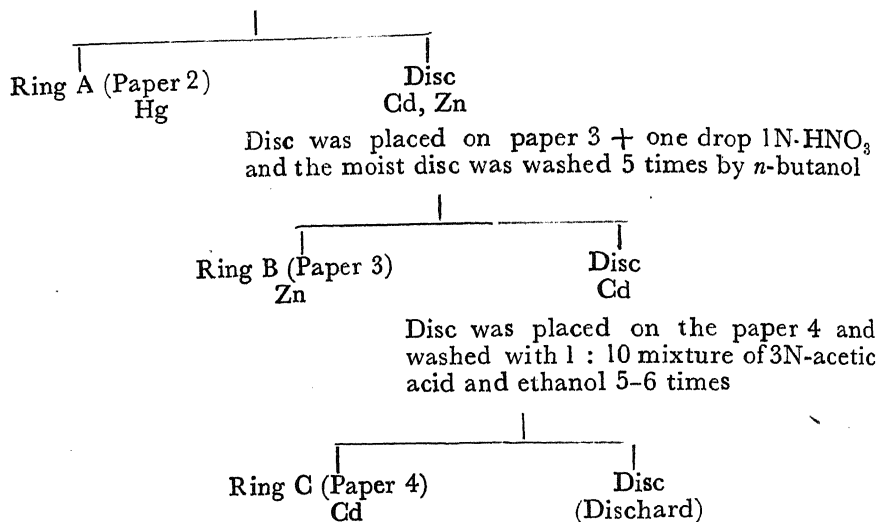 Ring A (Paper 2)
Hg
Disc
Cd, Zn
Disc was placed on paper 3 + one drop 1N-HNO₃
and the moist disc was washed 5 times by n-butanol
Ring B (Paper 3)
Zn
Disc
Cd
Disc was placed on the paper 4 and
washed with 1 : 10 mixture of 3N-acetic
acid and ethanol 5-6 times
Ring C (Paper 4)
Cd
Disc
(Dischard)